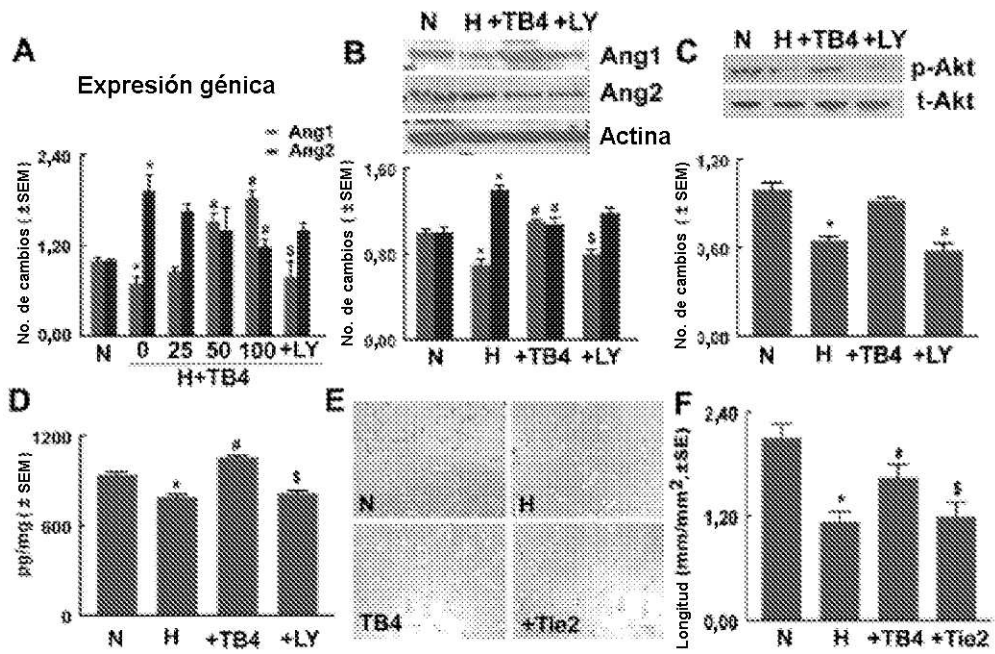 A
Expresión génica
Ang1
Ang2
No. de cambios (±SEM)
2,40
1,20
0,00
N 0 25 50 100 +LY
H+TB4
B
N H +TB4 +LY
Ang1
Ang2
Actina
No. de cambios (±SEM)
1,60
0,80
0,00
N H +TB4 +LY
C
N H +TB4 +LY
p-Akt
t-Akt
No. de cambios (± SEM)
1,20
0,60
0,00
N H +TB4 +LY
D
pg/mg (± SEM)
1200
600
0
N H +TB4 +LY
E
N
H
TB4
+Tie2
F
Longitud (mm/mm²,±SE)
2,40
1,20
0,00
N H +TB4 +Tie2